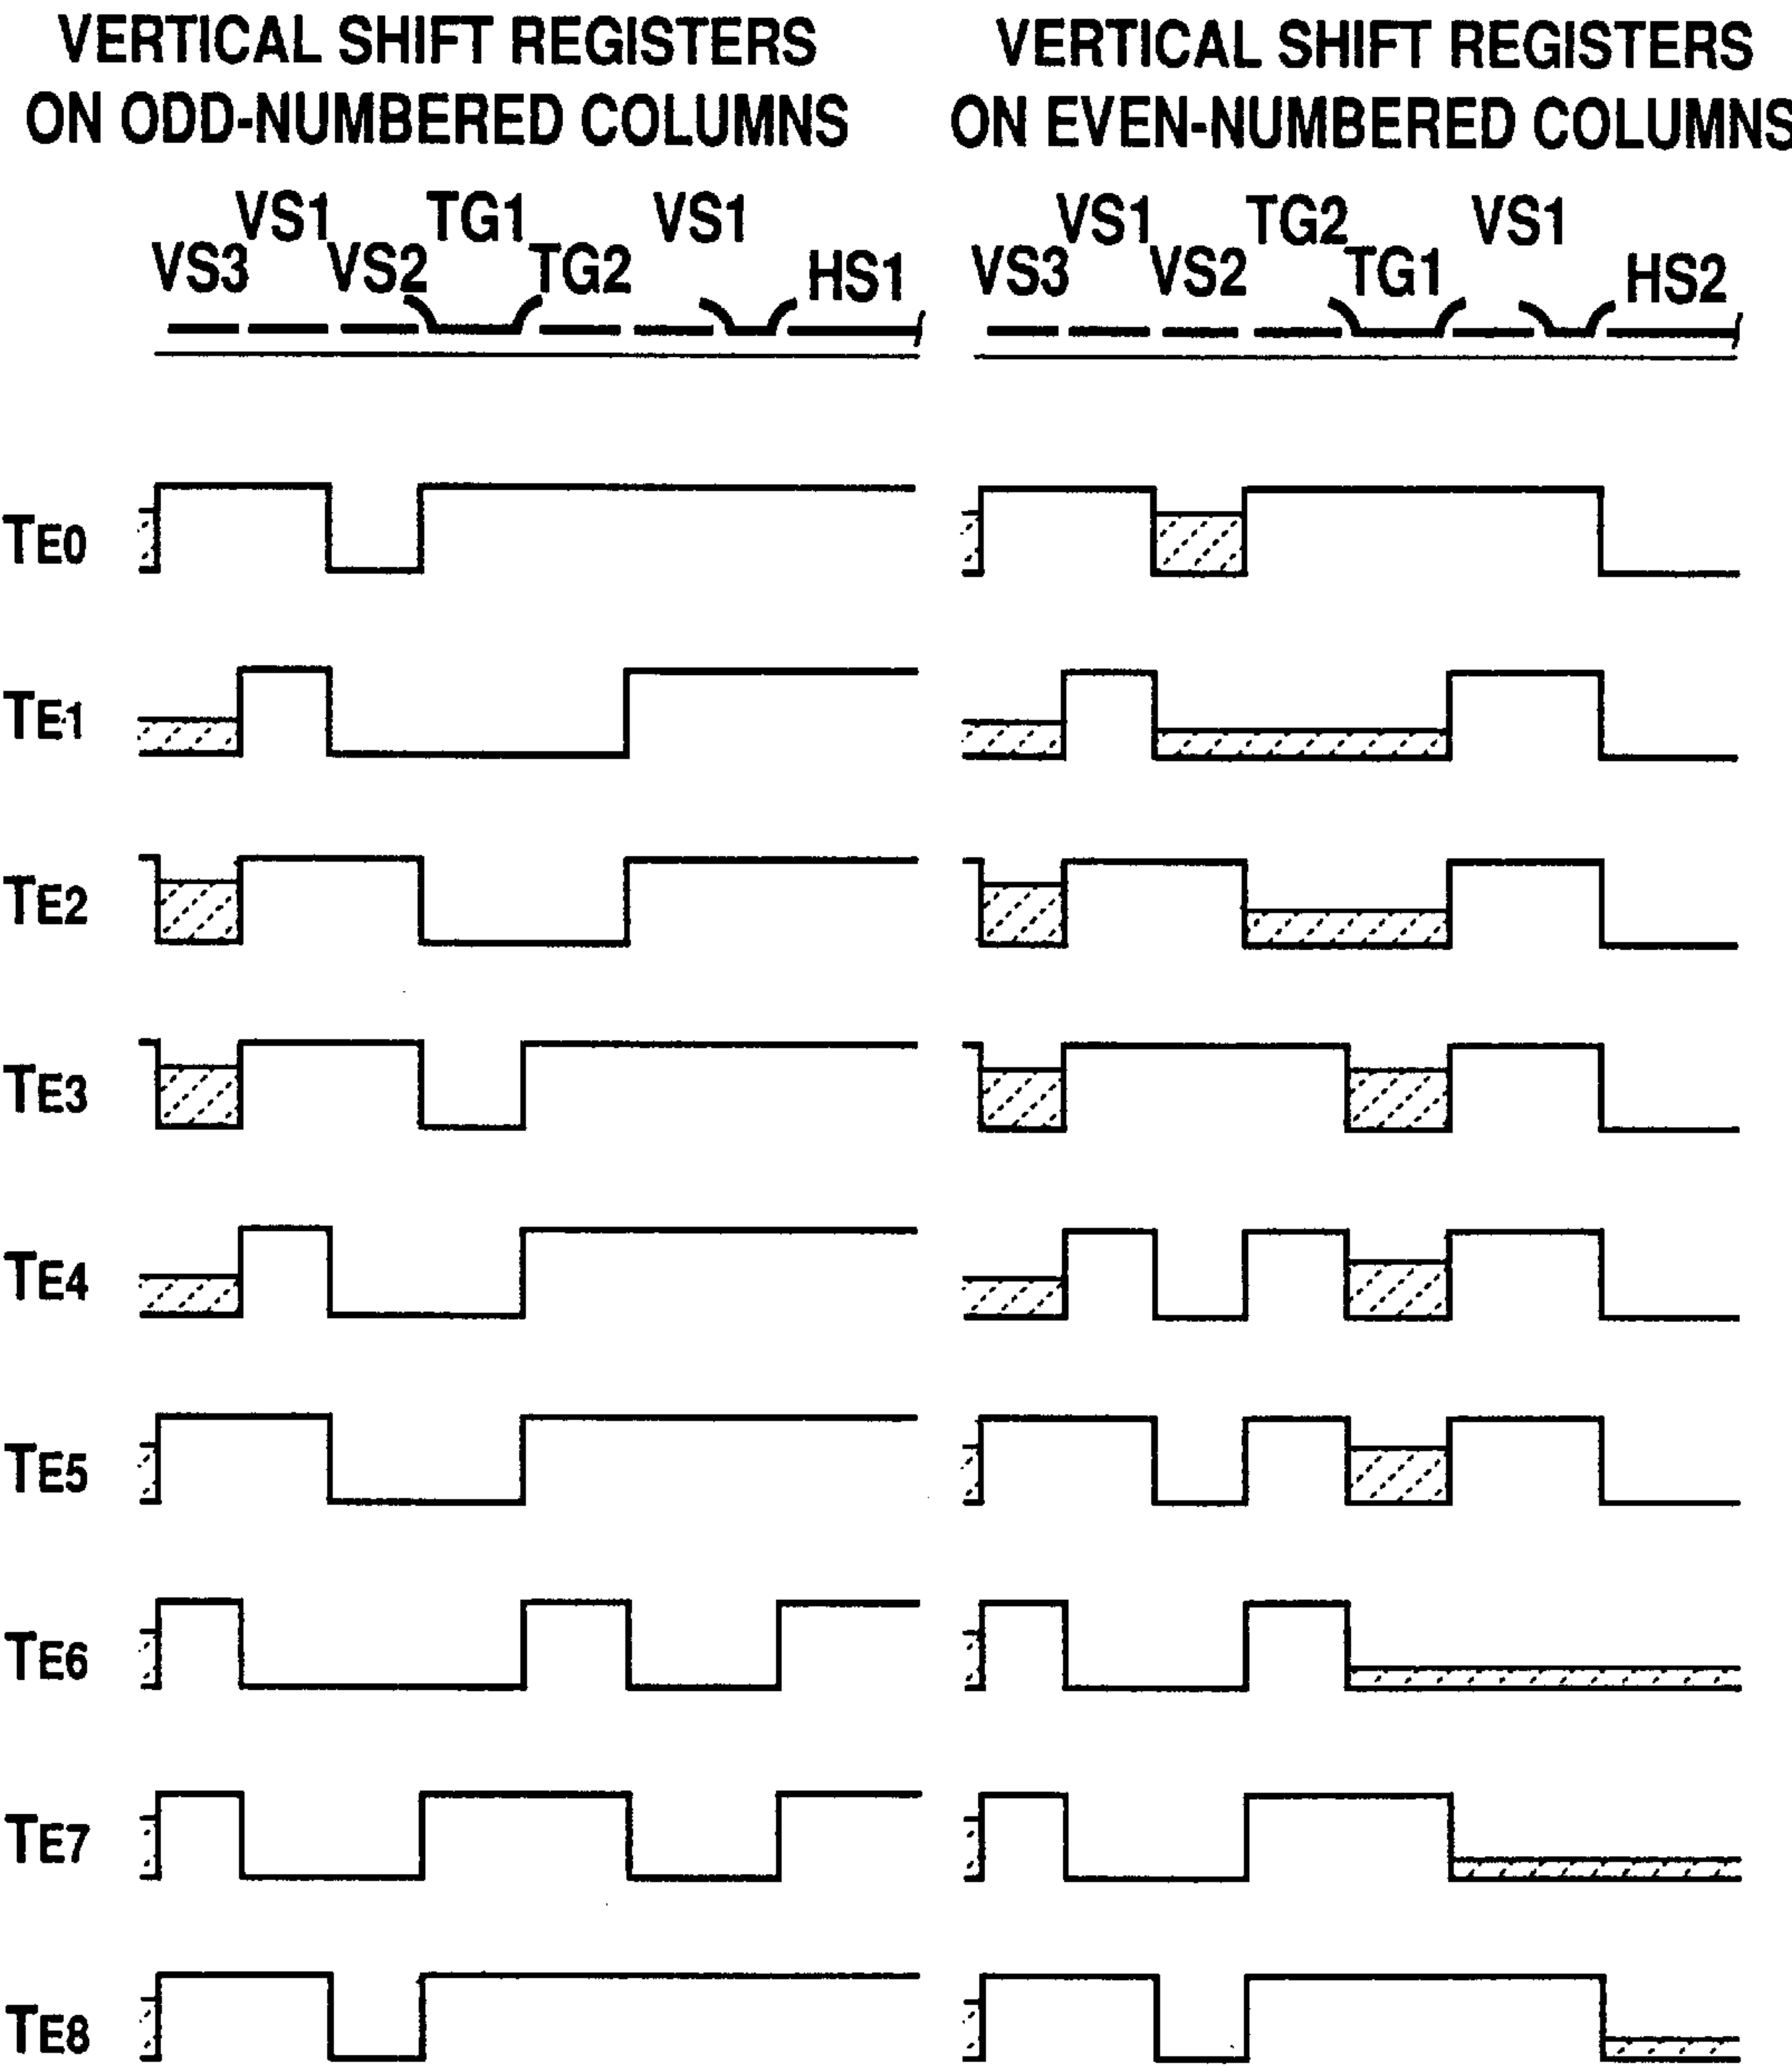 VERTICAL SHIFT REGISTERS
ON ODD-NUMBERED COLUMNS
VERTICAL SHIFT REGISTERS
ON EVEN-NUMBERED COLUMNS
VS3 VS1 VS2 TG1 TG2 VS1 HS1
VS3 VS1 VS2 TG2 TG1 VS1 HS2
TE0
TE1
TE2
TE3
TE4
TE5
TE6
TE7
TE8